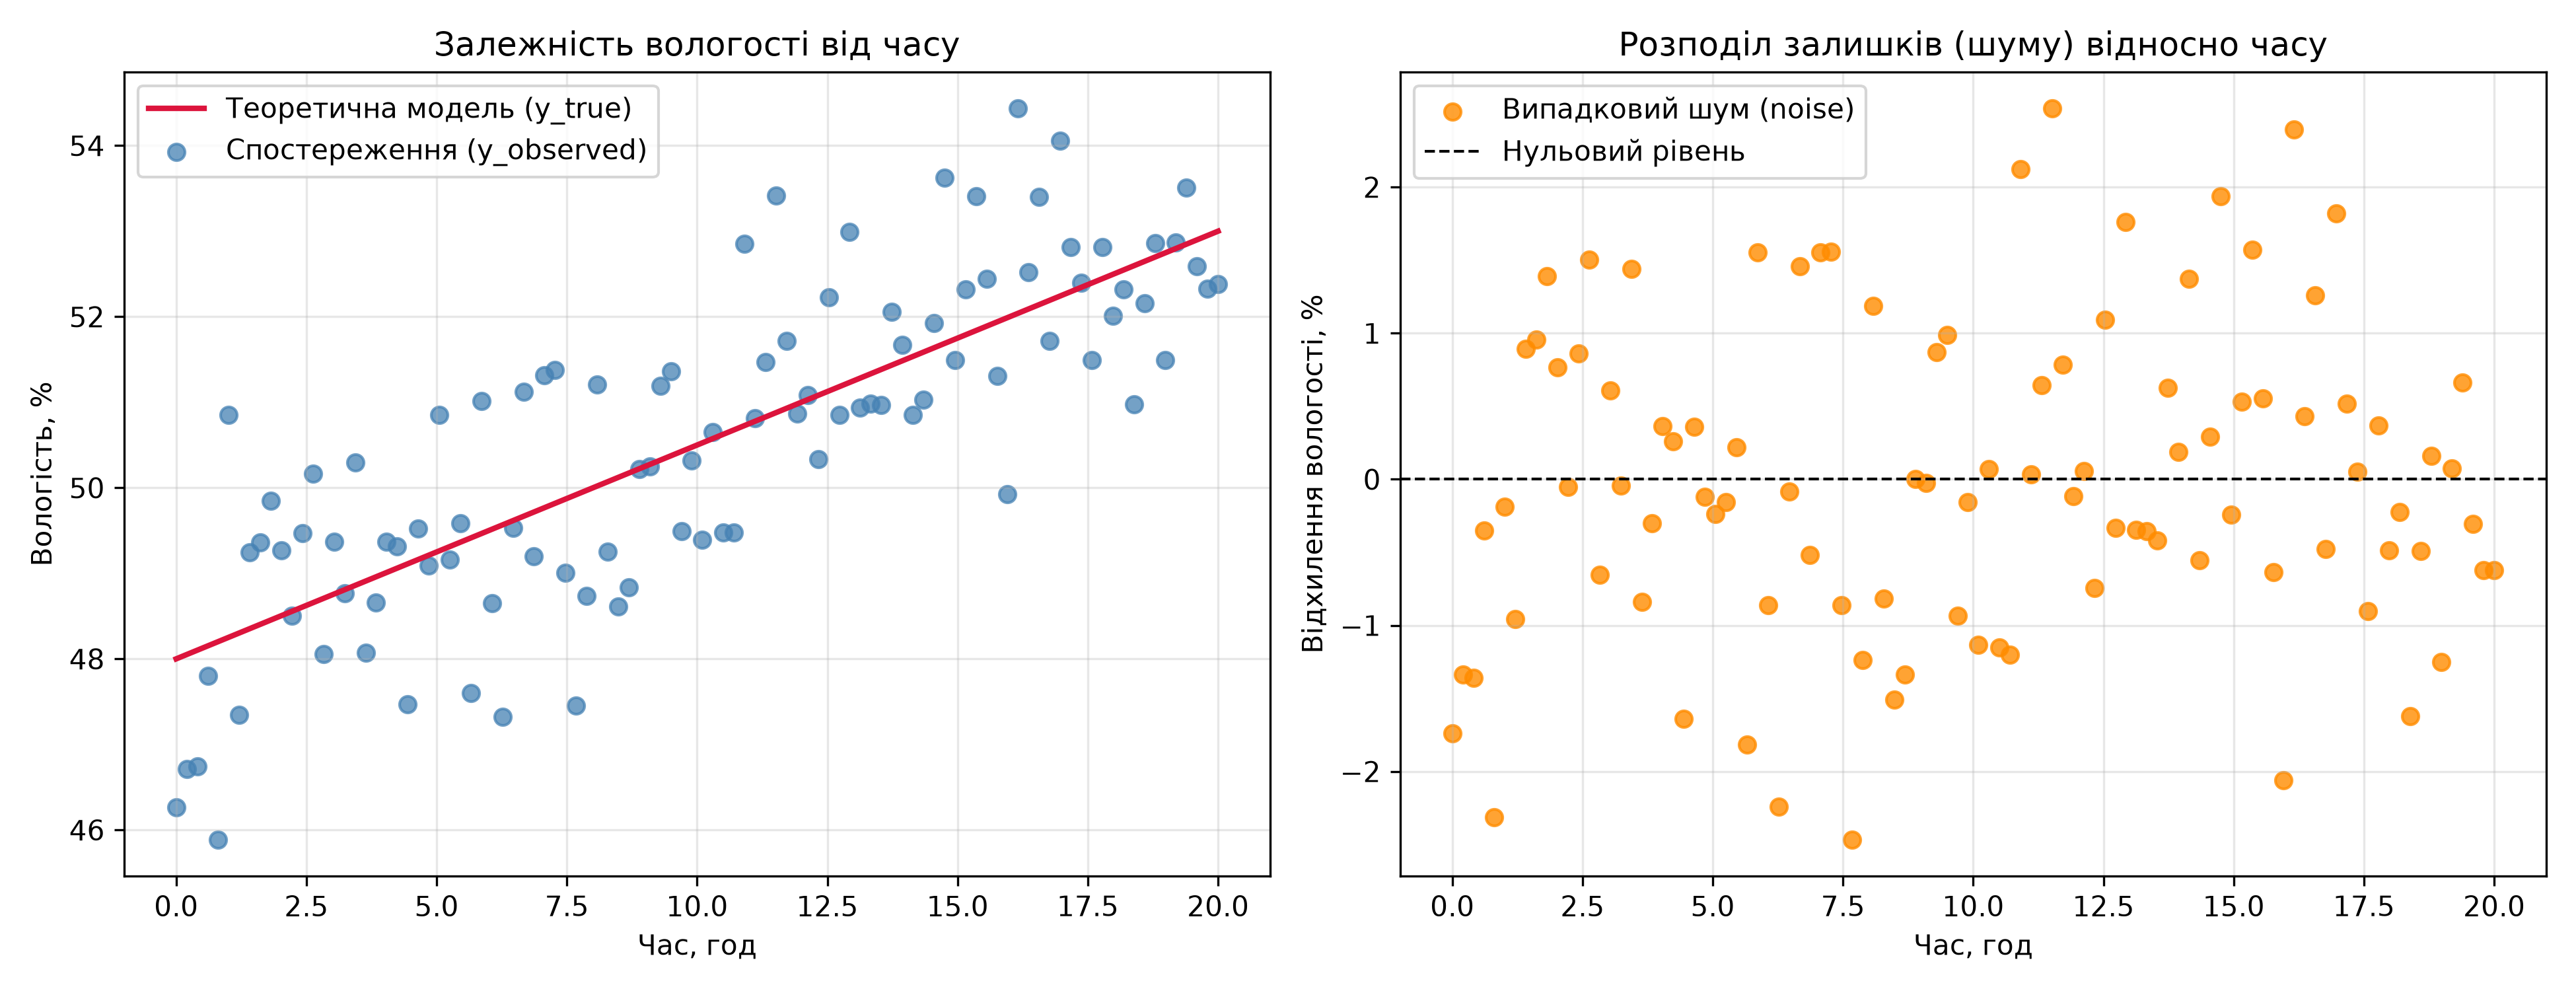 Залежність вологості від часу
Теоретична модель (y_true)
Спостереження (y_observed)
54
52
50
48
46
Вологість, %
0.0 2.5 5.0 7.5 10.0 12.5 15.0 17.5 20.0
Час, год
Розподіл залишків (шуму) відносно часу
Випадковий шум (noise)
Нульовий рівень
2
1
0
−1
−2
Відхилення вологості, %
0.0 2.5 5.0 7.5 10.0 12.5 15.0 17.5 20.0
Час, год